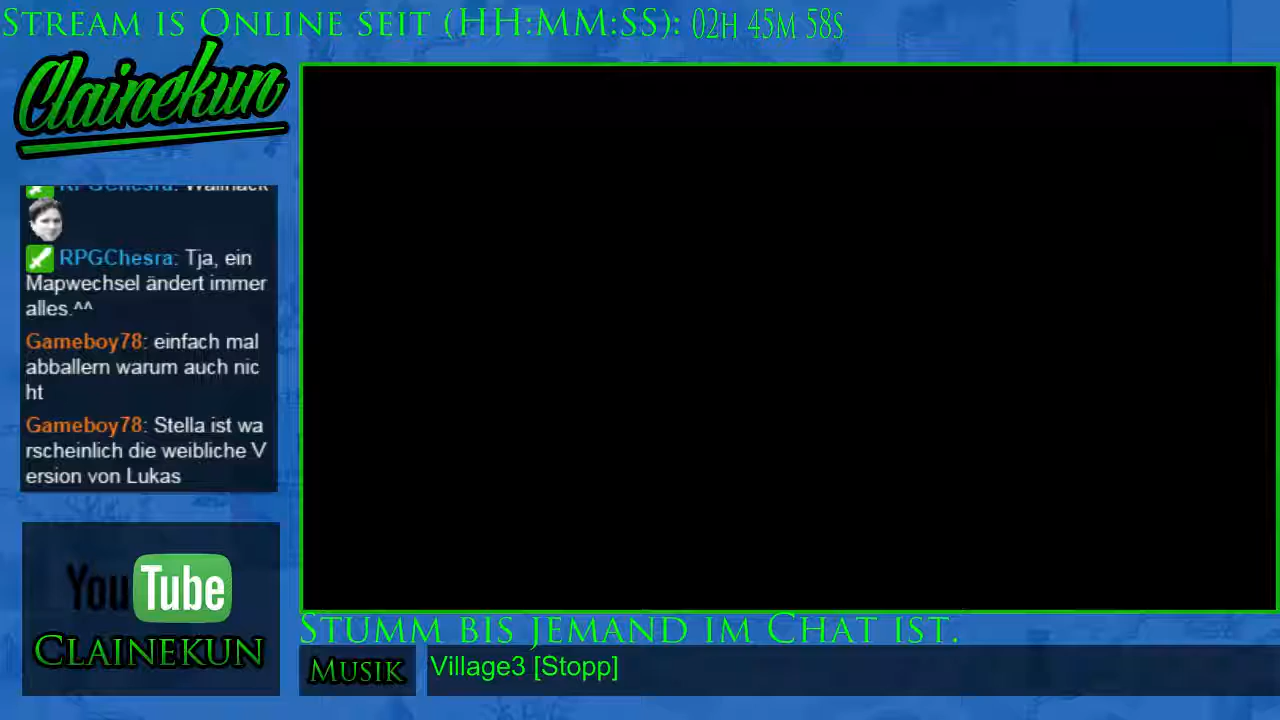 Stream is Online seit (HH:MM:SS): 02h 45m 58s
Clainekun
RPGChesra: Wallhack
RPGChesra: Tja, ein
Mapwechsel ändert immer
alles.^^
Gameboy78: einfach mal
abballern warum auch nic
ht
Gameboy78: Stella ist wa
rscheinlich die weibliche V
ersion von Lukas
YouTube
Clainekun
Stumm bis jemand im Chat ist.
Musik
Village3 [Stopp]